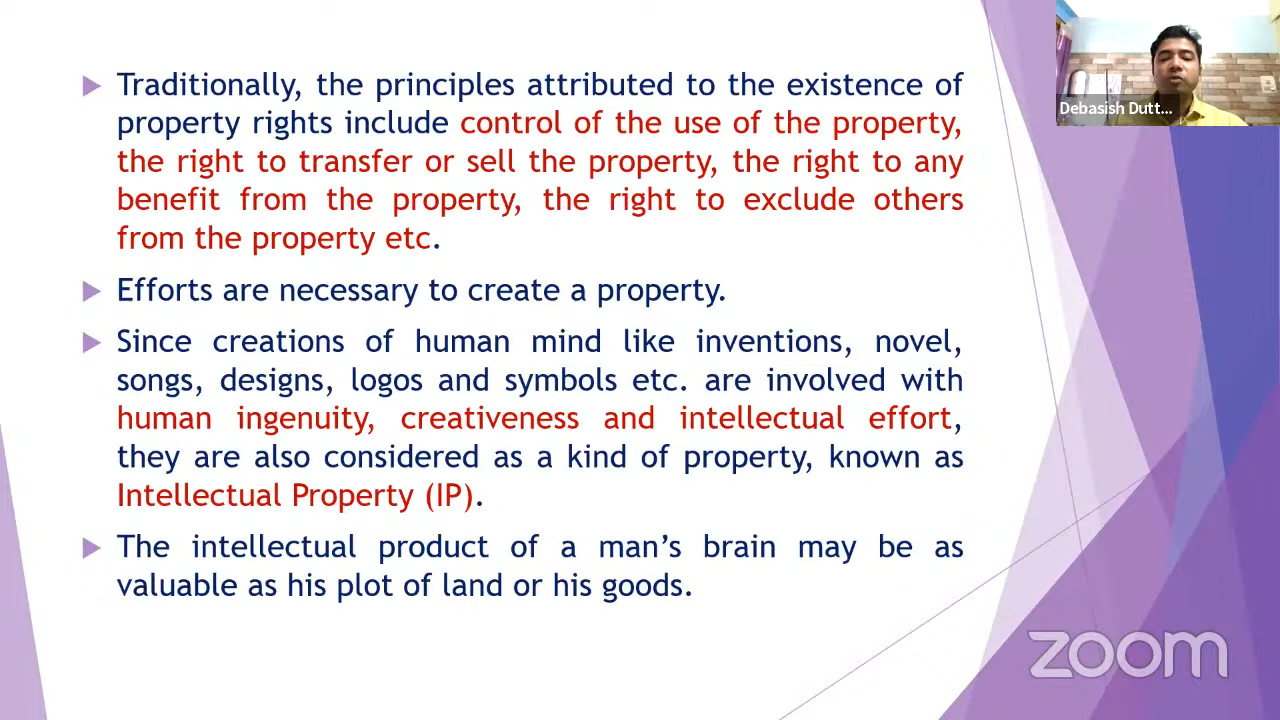 Traditionally, the principles attributed to the existence of
property rights include control of the use of the property,
the right to transfer or sell the property, the right to any
benefit from the property, the right to exclude others
from the property etc.
Efforts are necessary to create a property.
Since creations of human mind like inventions, novel,
songs, designs, logos and symbols etc. are involved with
human ingenuity, creativeness and intellectual effort,
they are also considered as a kind of property, known as
Intellectual Property (IP).
The intellectual product of a man’s brain may be as
valuable as his plot of land or his goods.
Debasish Dutt...
zoom